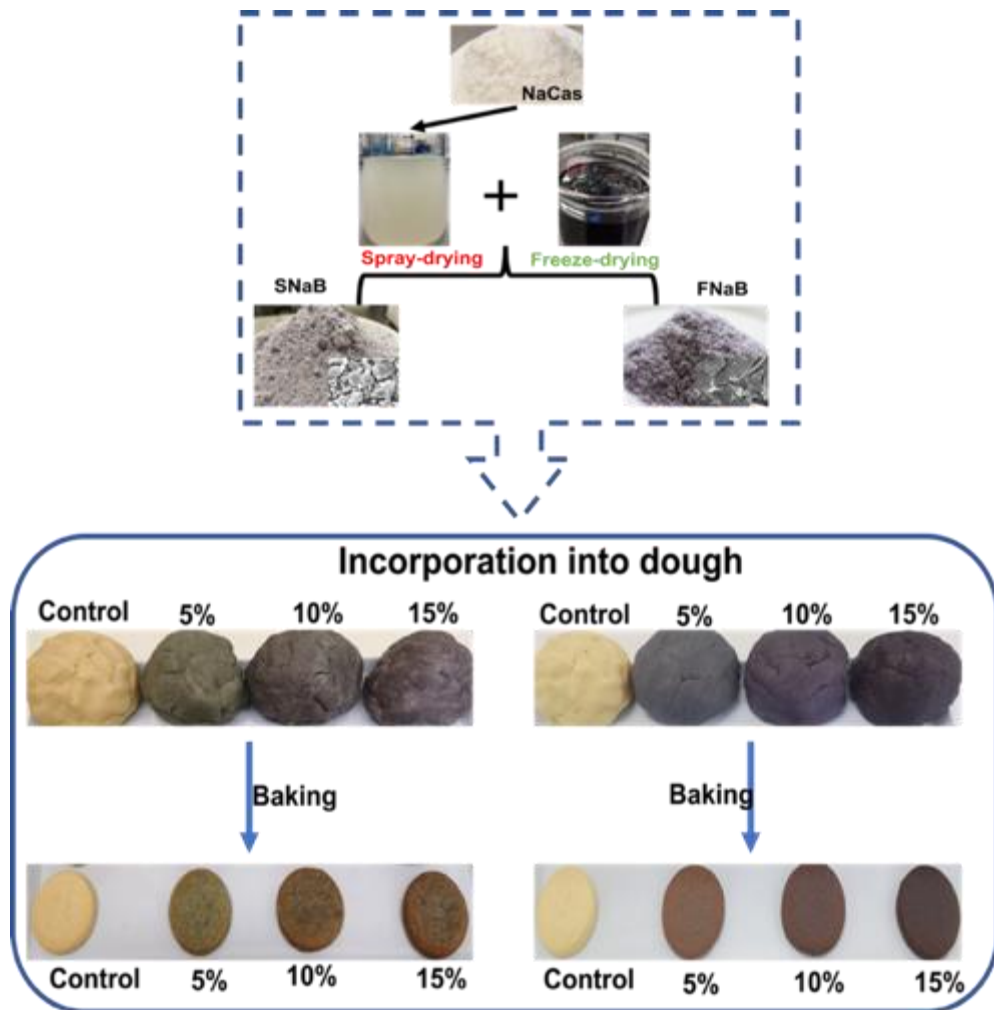 NaCas
+
Spray-drying Freeze-drying
SNaB FNaB
Incorporation into dough
Control 5% 10% 15% Control 5% 10% 15%
Baking Baking
Control 5% 10% 15% Control 5% 10% 15%